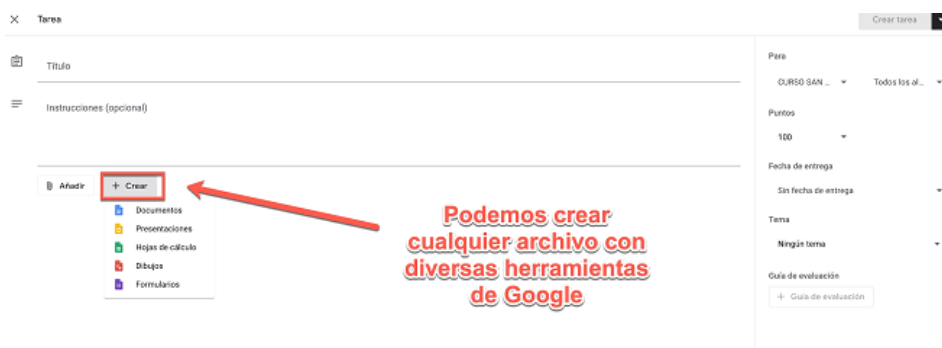 Tarea
Crear tarea
Título
Instrucciones (opcional)
Añadir
+ Crear
Documentos
Presentaciones
Hojas de cálculo
Dibujos
Formularios
Podemos crear
cualquier archivo con
diversas herramientas
de Google
Para
CURSO SAN ... Todos los al...
Puntos
100
Fecha de entrega
Sin fecha de entrega
Tema
Ningún tema
Guía de evaluación
+ Guía de evaluación